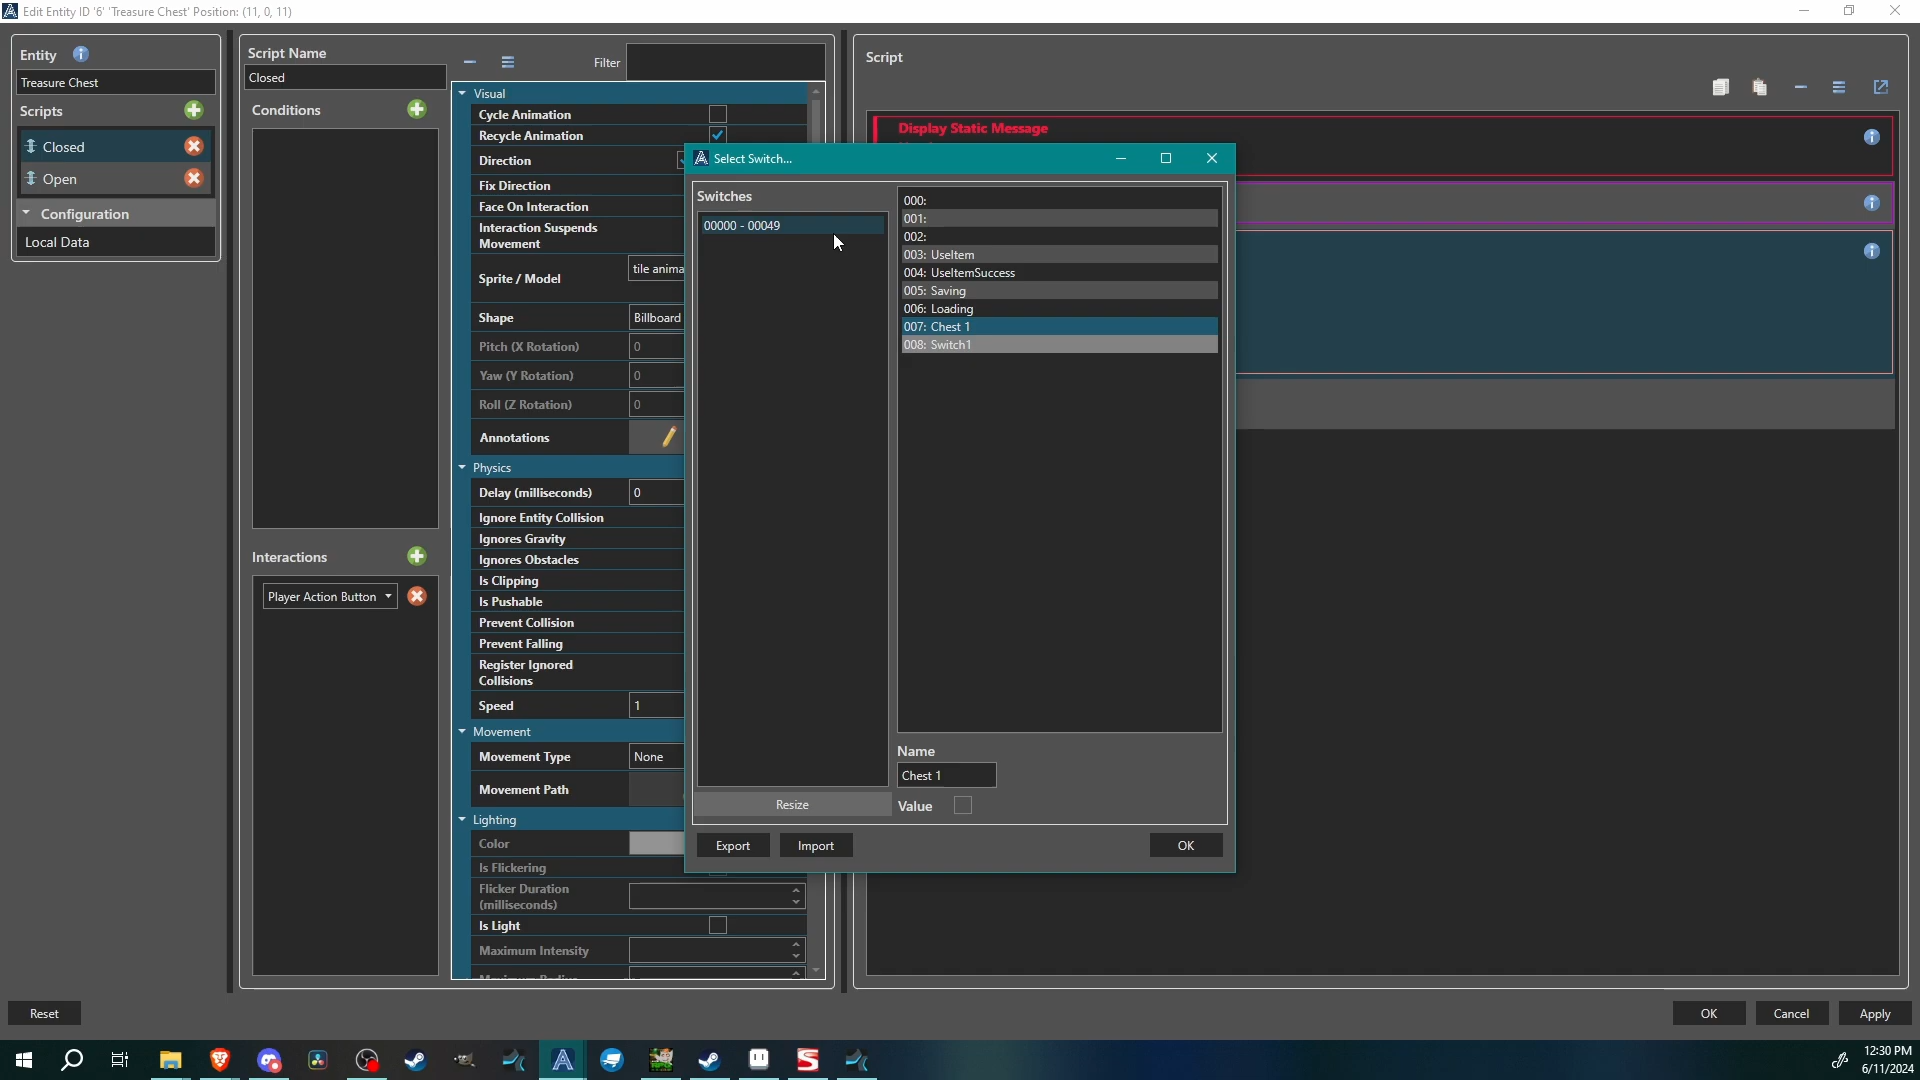 Edit Entity ID '6' 'Treasure Chest' Position: (11, 0, 11)
Entity
Treasure Chest
Scripts
Closed
Open
Configuration
Local Data
Script Name
Closed
Conditions
Interactions
Player Action Button
Filter
Visual
Cycle Animation
Recycle Animation
Direction
Fix Direction
Face On Interaction
Interaction Suspends
Movement
Sprite / Model
tile anima
Shape
Billboard
Pitch (X Rotation)
0
Yaw (Y Rotation)
0
Roll (Z Rotation)
0
Annotations
Physics
Delay (milliseconds)
0
Ignore Entity Collision
Ignores Gravity
Ignores Obstacles
Is Clipping
Is Pushable
Prevent Collision
Prevent Falling
Register Ignored
Collisions
Speed
1
Movement
Movement Type
None
Movement Path
Lighting
Color
Is Flickering
Flicker Duration
(milliseconds)
Is Light
Maximum Intensity
Script
Display Static Message
Select Switch...
Switches
00000 - 00049
Resize
000:
001:
002:
003: UseItem
004: UseItemSuccess
005: Saving
006: Loading
007: Chest 1
008: Switch1
Name
Chest 1
Value
Export
Import
OK
Reset
OK
Cancel
Apply
12:30 PM
6/11/2024